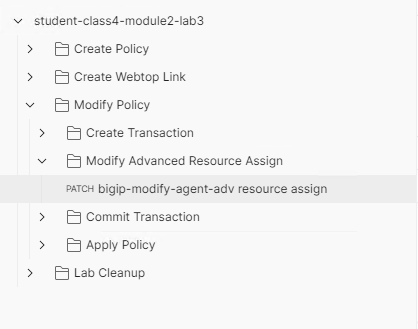 student-class4-module2-lab3
Create Policy
Create Webtop Link
Modify Policy
Create Transaction
Modify Advanced Resource Assign
PATCH bigip-modify-agent-adv resource assign
Commit Transaction
Apply Policy
Lab Cleanup